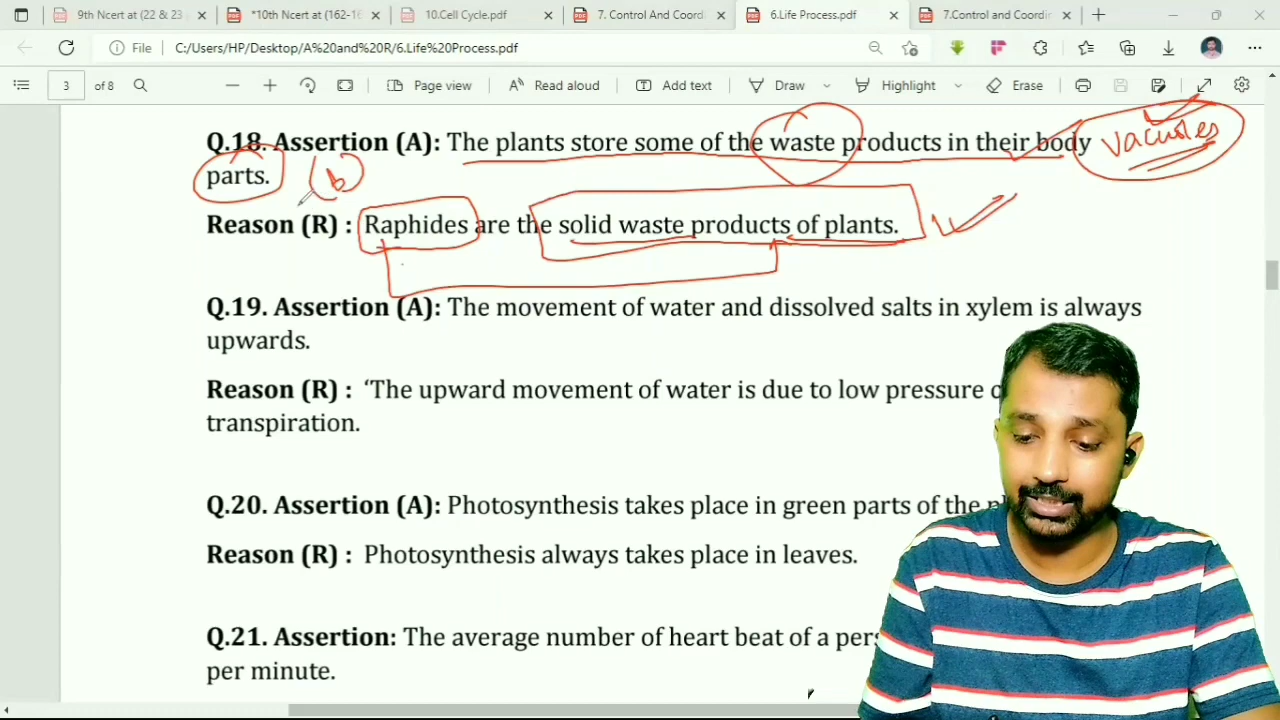 9th Ncert at (22 & 23
*10th Ncert at (162-16
10.Cell Cycle.pdf
7. Control And Coordi
6.Life Process.pdf
7.Control and Coordin
File
C:/Users/HP/Desktop/A%20and%20R/6.Life%20Process.pdf
3 of 8
Page view
Read aloud
Add text
Draw
Highlight
Erase
Q.18. Assertion (A): The plants store some of the waste products in their body
vacuoles
parts.
(b)
Reason (R) : Raphides are the solid waste products of plants.
Q.19. Assertion (A): The movement of water and dissolved salts in xylem is always
upwards.
Reason (R) : ‘The upward movement of water is due to low pressure
transpiration.
Q.20. Assertion (A): Photosynthesis takes place in green parts of the
Reason (R) : Photosynthesis always takes place in leaves.
Q.21. Assertion: The average number of heart beat of a
per minute.